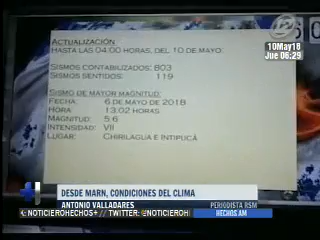 ACTUALIZACIÓN
HASTA LAS 04:00 HORAS, DEL 10 DE MAYO
SISMOS CONTABILIZADOS: 803
SISMOS SENTIDOS: 119
SISMO DE MAYOR MAGNITUD:
FECHA: 6 DE MAYO DE 2018
HORA: 13:02 HORAS
MAGNITUD: 5.6
INTENSIDAD: VII
LUGAR: CHIRILAGUA E INTIPUCÁ
10May18
Jue 06:29
DESDE MARN, CONDICIONES DEL CLIMA
ANTONIO VALLADARES
PERIODISTA RSM
NOTICIEROHECHOS+// TWITTER: @NOTICIEROH
HECHOS AM